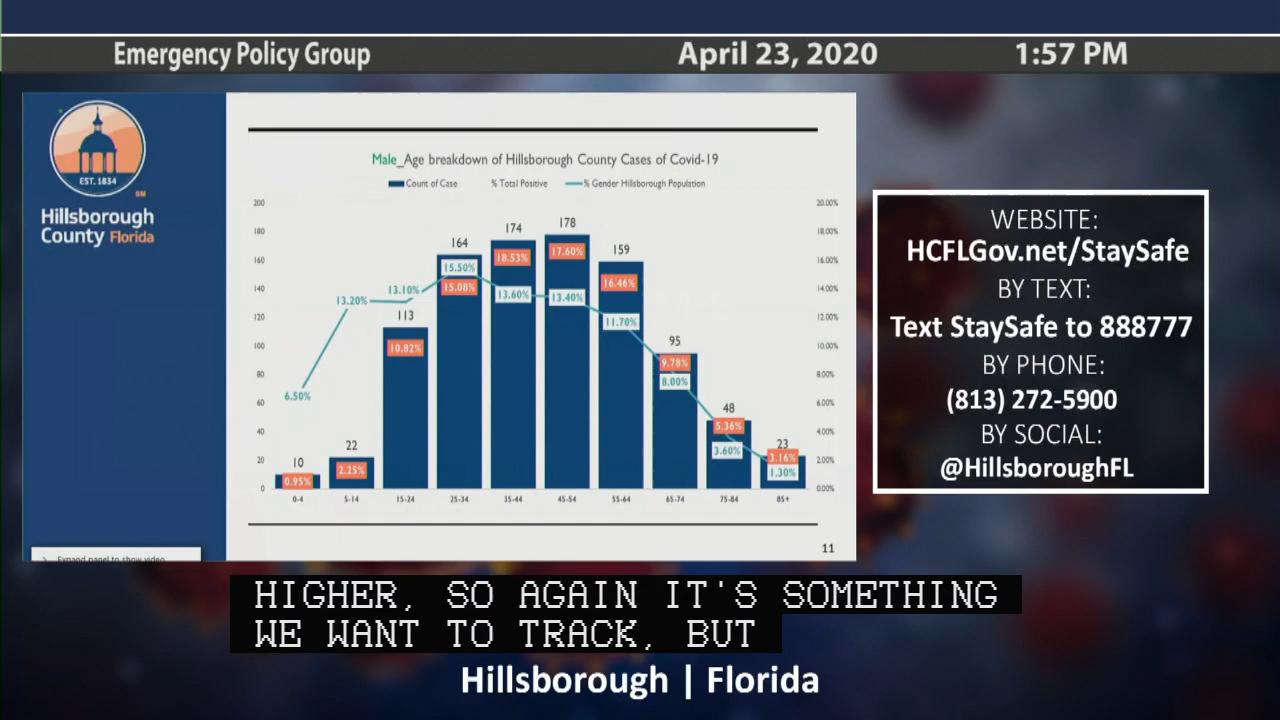 Emergency Policy Group
April 23, 2020
1:57 PM
EST. 1834
SM
Hillsborough
County Florida
Male_Age breakdown of Hillsborough County Cases of Covid-19
Count of Case % Total Positive % Gender Hillsborough Population
200
180
160
140
120
100
80
60
40
20
0
20.00%
18.00%
16.00%
14.00%
12.00%
10.00%
8.00%
6.00%
4.00%
2.00%
0.00%
10
22
113
164
174
178
159
95
48
23
0.95%
2.25%
10.82%
15.08%
18.53%
17.60%
16.46%
9.78%
5.36%
3.16%
6.50%
13.20%
13.10%
15.50%
13.60%
13.40%
11.70%
8.00%
3.60%
1.30%
0-4 5-14 15-24 25-34 35-44 45-54 55-64 65-74 75-84 85+
11
Expand panel to show video
WEBSITE:
HCFLGov.net/StaySafe
BY TEXT:
Text StaySafe to 888777
BY PHONE:
(813) 272-5900
BY SOCIAL:
@HillsboroughFL
HIGHER, SO AGAIN IT'S SOMETHING
WE WANT TO TRACK, BUT
Hillsborough | Florida